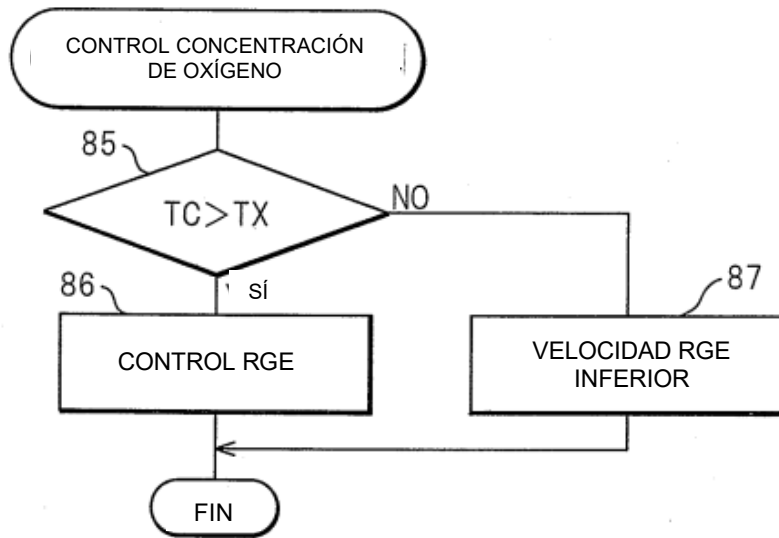 CONTROL CONCENTRACIÓN
DE OXÍGENO
85
TC>TX
NO
SÍ
86
87
CONTROL RGE
VELOCIDAD RGE
INFERIOR
FIN